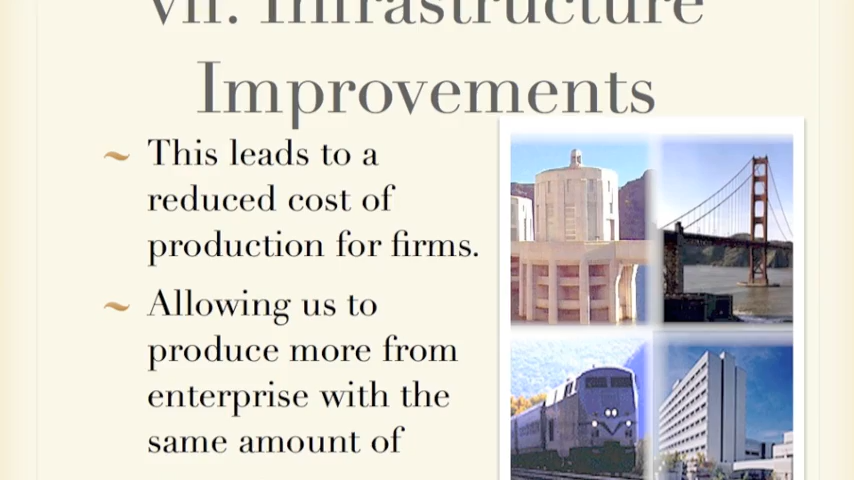 vii. Infrastructure
Improvements
This leads to a
reduced cost of
production for firms.
Allowing us to
produce more from
enterprise with the
same amount of